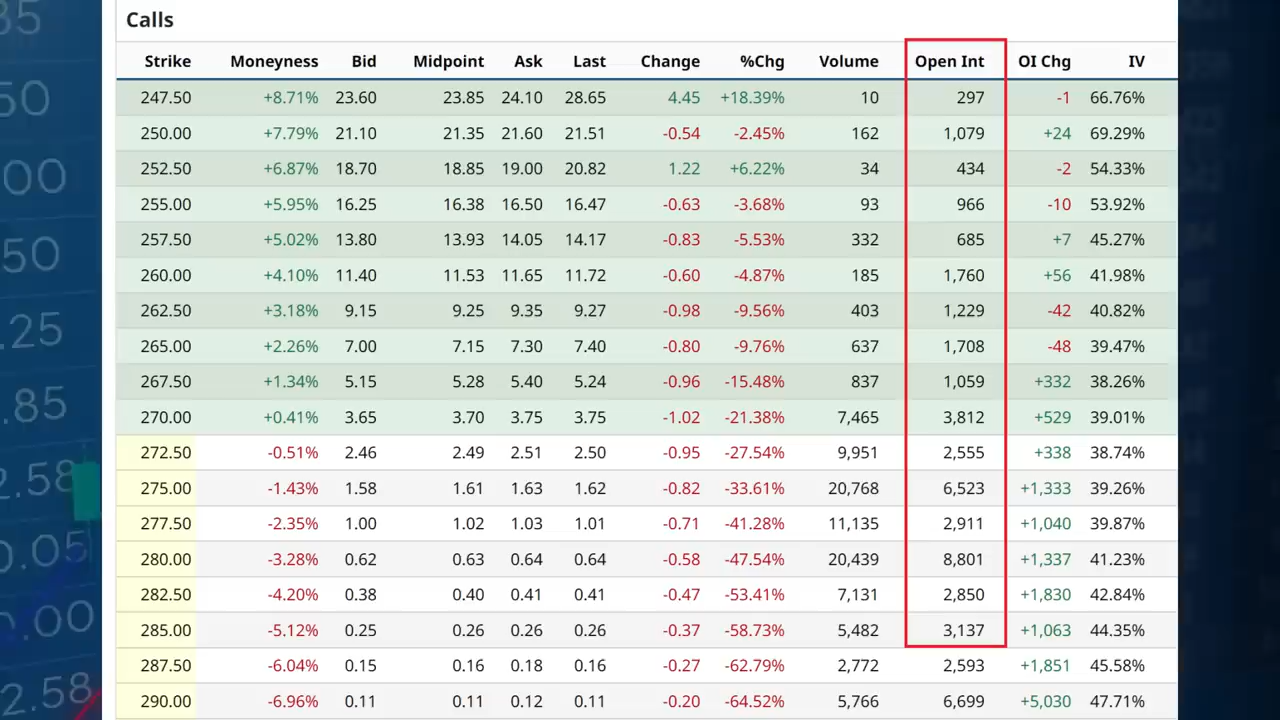 Calls
Strike Moneyness Bid Midpoint Ask Last Change %Chg Volume Open Int OI Chg IV
247.50 +8.71% 23.60 23.85 24.10 28.65 4.45 +18.39% 10 297 -1 66.76%
250.00 +7.79% 21.10 21.35 21.60 21.51 -0.54 -2.45% 162 1,079 +24 69.29%
252.50 +6.87% 18.70 18.85 19.00 20.82 1.22 +6.22% 34 434 -2 54.33%
255.00 +5.95% 16.25 16.38 16.50 16.47 -0.63 -3.68% 93 966 -10 53.92%
257.50 +5.02% 13.80 13.93 14.05 14.17 -0.83 -5.53% 332 685 +7 45.27%
260.00 +4.10% 11.40 11.53 11.65 11.72 -0.60 -4.87% 185 1,760 +56 41.98%
262.50 +3.18% 9.15 9.25 9.35 9.27 -0.98 -9.56% 403 1,229 -42 40.82%
265.00 +2.26% 7.00 7.15 7.30 7.40 -0.80 -9.76% 637 1,708 -48 39.47%
267.50 +1.34% 5.15 5.28 5.40 5.24 -0.96 -15.48% 837 1,059 +332 38.26%
270.00 +0.41% 3.65 3.70 3.75 3.75 -1.02 -21.38% 7,465 3,812 +529 39.01%
272.50 -0.51% 2.46 2.49 2.51 2.50 -0.95 -27.54% 9,951 2,555 +338 38.74%
275.00 -1.43% 1.58 1.61 1.63 1.62 -0.82 -33.61% 20,768 6,523 +1,333 39.26%
277.50 -2.35% 1.00 1.02 1.03 1.01 -0.71 -41.28% 11,135 2,911 +1,040 39.87%
280.00 -3.28% 0.62 0.63 0.64 0.64 -0.58 -47.54% 20,439 8,801 +1,337 41.23%
282.50 -4.20% 0.38 0.40 0.41 0.41 -0.47 -53.41% 7,131 2,850 +1,830 42.84%
285.00 -5.12% 0.25 0.26 0.26 0.26 -0.37 -58.73% 5,482 3,137 +1,063 44.35%
287.50 -6.04% 0.15 0.16 0.18 0.16 -0.27 -62.79% 2,772 2,593 +1,851 45.58%
290.00 -6.96% 0.11 0.11 0.12 0.11 -0.20 -64.52% 5,766 6,699 +5,030 47.71%